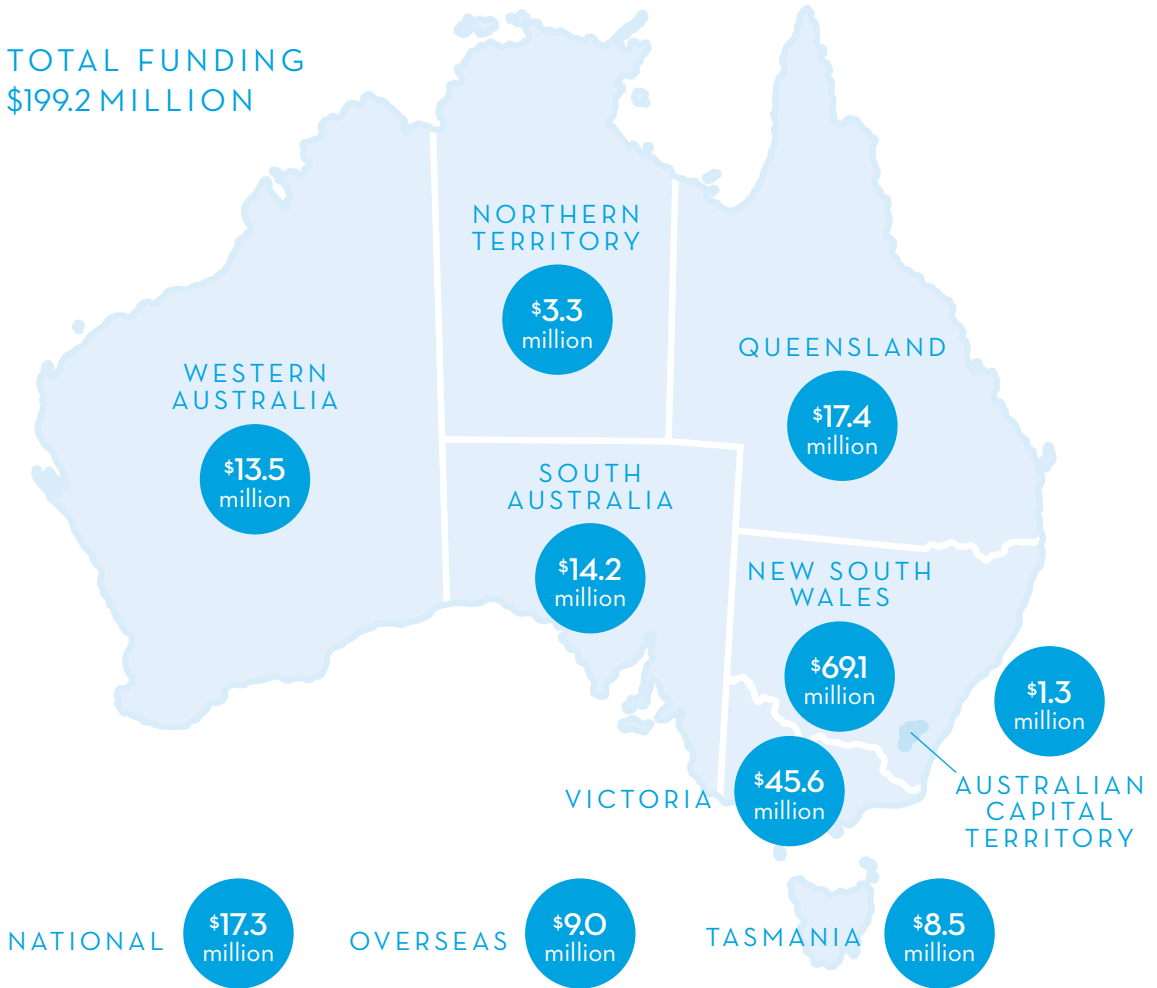 TOTAL FUNDING
$199.2 MILLION
NORTHERN
TERRITORY
$3.3
million
QUEENSLAND
$17.4
million
WESTERN
AUSTRALIA
$13.5
million
SOUTH
AUSTRALIA
$14.2
million
NEW SOUTH
WALES
$69.1
million
$1.3
million
AUSTRALIAN
CAPITAL
TERRITORY
VICTORIA
$45.6
million
NATIONAL
$17.3
million
OVERSEAS
$9.0
million
TASMANIA
$8.5
million